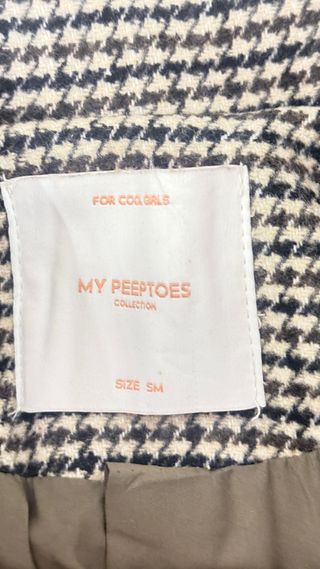 FOR COOL GIRLS
MY PEEPTOES
COLLECTION
SIZE SM